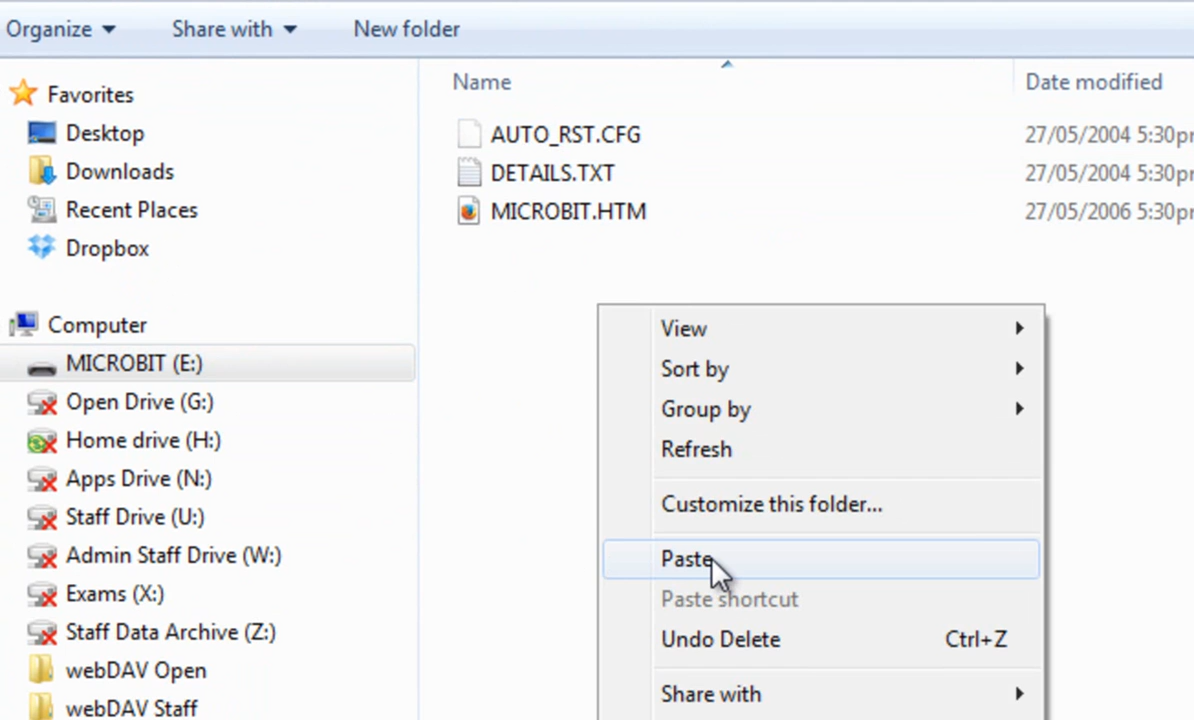 Organize Share with New folder
Name Date modified
Favorites
Desktop
Downloads
Recent Places
Dropbox
Computer
MICROBIT (E:)
Open Drive (G:)
Home drive (H:)
Apps Drive (N:)
Staff Drive (U:)
Admin Staff Drive (W:)
Exams (X:)
Staff Data Archive (Z:)
webDAV Open
webDAV Staff
AUTO_RST.CFG 27/05/2004 5:30pm
DETAILS.TXT 27/05/2004 5:30pm
MICROBIT.HTM 27/05/2006 5:30pm
View
Sort by
Group by
Refresh
Customize this folder...
Paste
Paste shortcut
Undo Delete Ctrl+Z
Share with